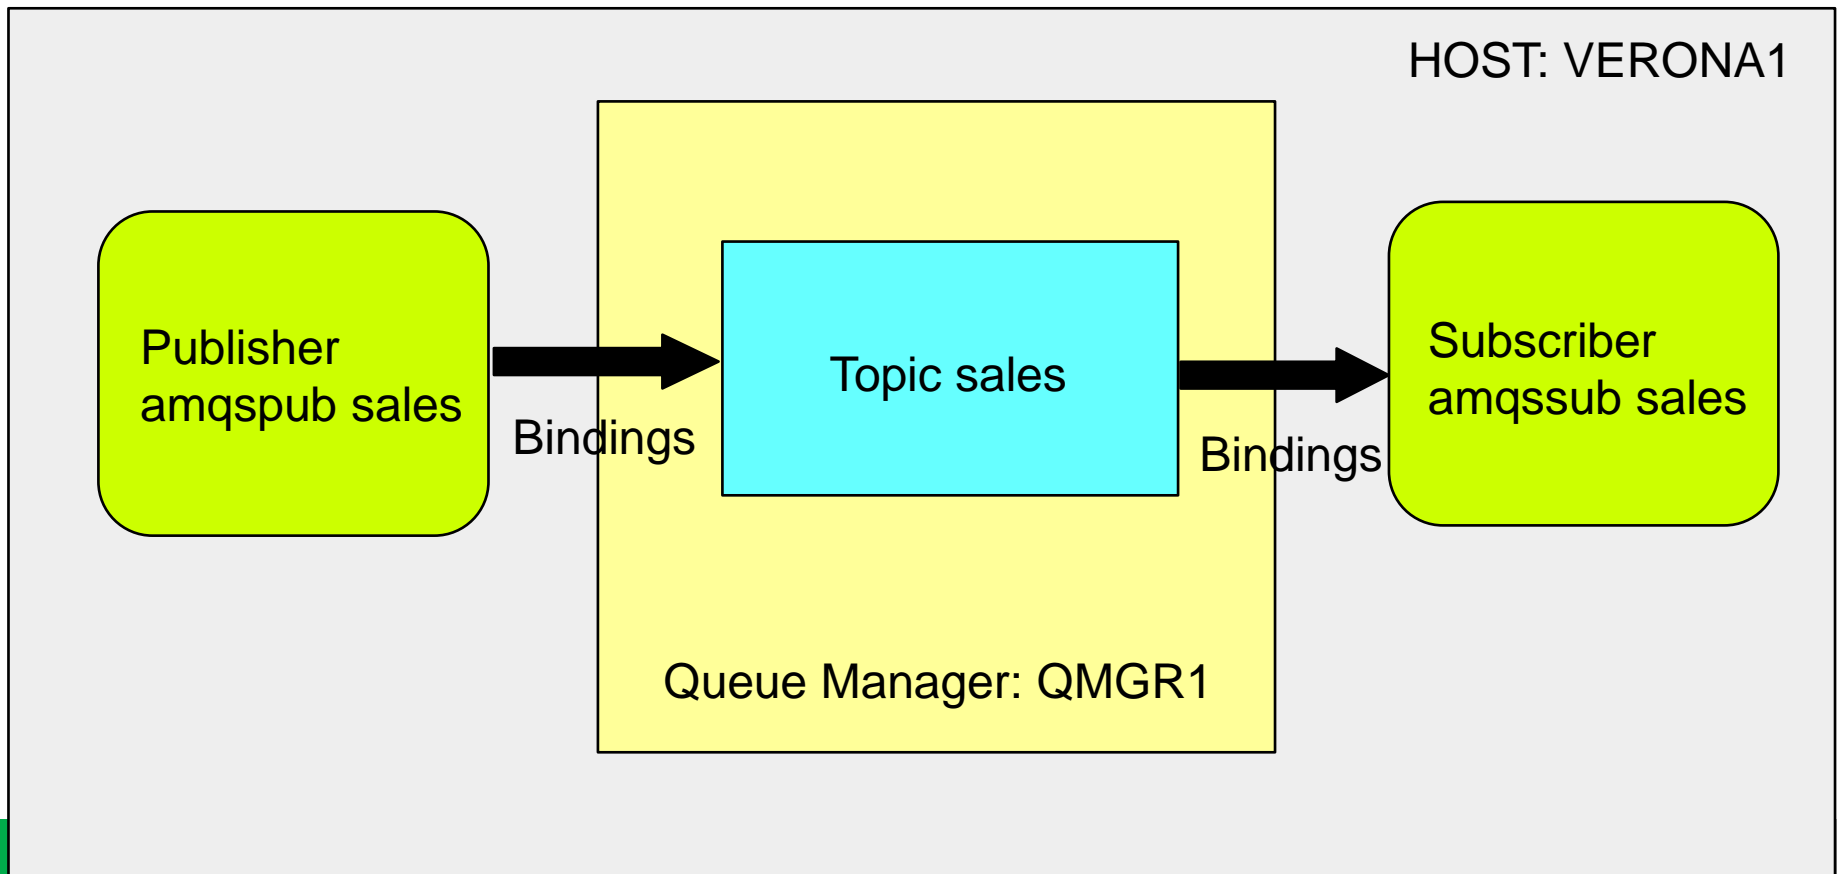 HOST: VERONA1
Publisher
amqspub sales
Bindings
Topic sales
Bindings
Subscriber
amqssub sales
Queue Manager: QMGR1